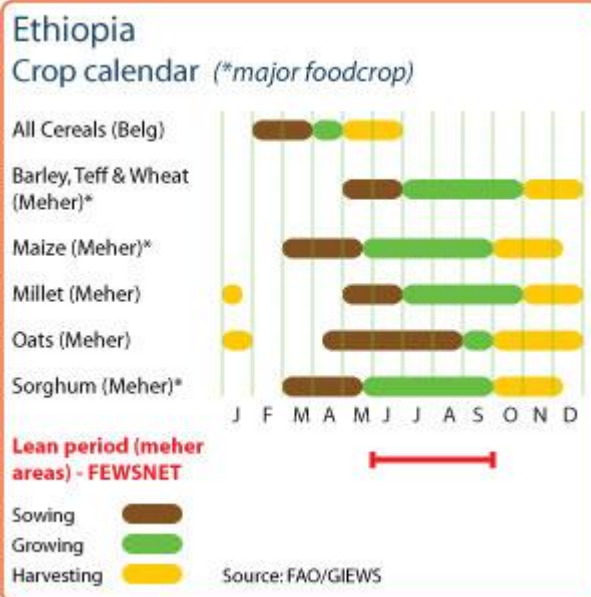 Ethiopia
Crop calendar (*major foodcrop)
All Cereals (Belg)
Barley, Teff & Wheat
(Meher)*
Maize (Meher)*
Millet (Meher)
Oats (Meher)
Sorghum (Meher)*
J F M A M J J A S O N D
Lean period (meher
areas) - FEWSNET
Sowing
Growing
Harvesting
Source: FAO/GIEWS